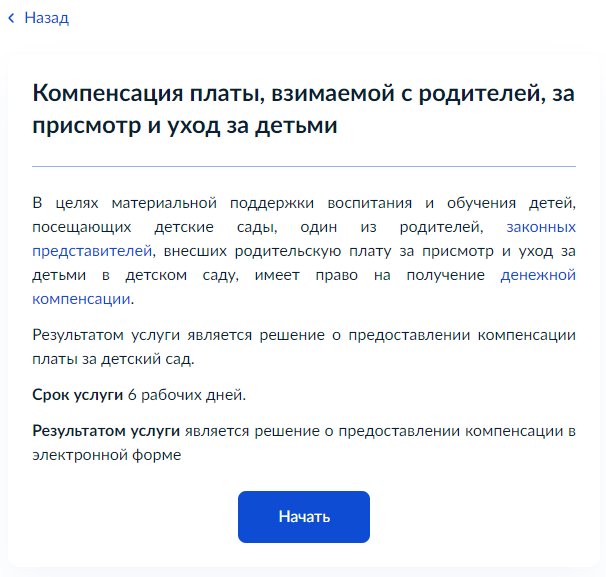 Назад
Компенсация платы, взимаемой с родителей, за
присмотр и уход за детьми
В целях материальной поддержки воспитания и обучения детей,
посещающих детские сады, один из родителей, законных
представителей, внесших родительскую плату за присмотр и уход за
детьми в детском саду, имеет право на получение денежной
компенсации.
Результатом услуги является решение о предоставлении компенсации
платы за детский сад.
Срок услуги 6 рабочих дней.
Результатом услуги является решение о предоставлении компенсации в
электронной форме
Начать